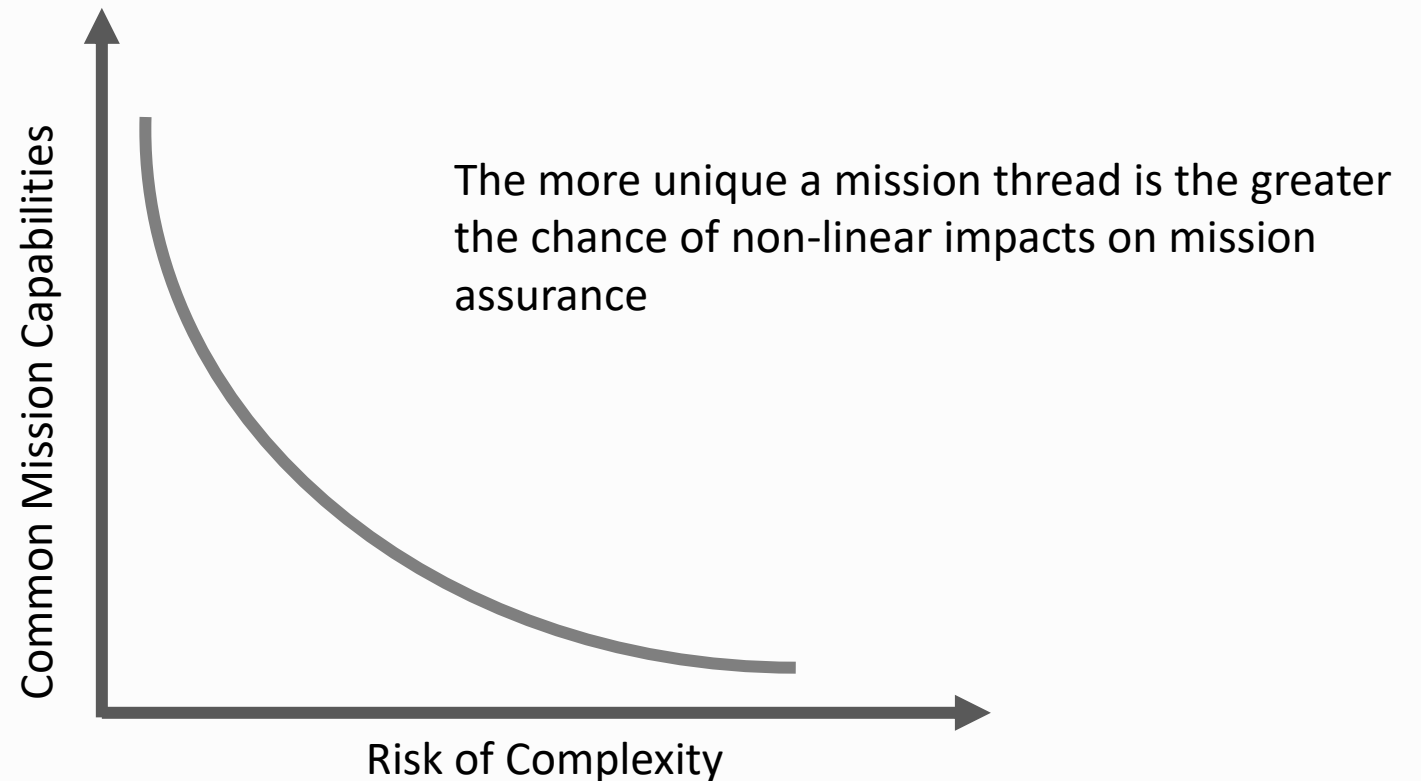 Common Mission Capabilities
The more unique a mission thread is the greater
the chance of non-linear impacts on mission
assurance
Risk of Complexity